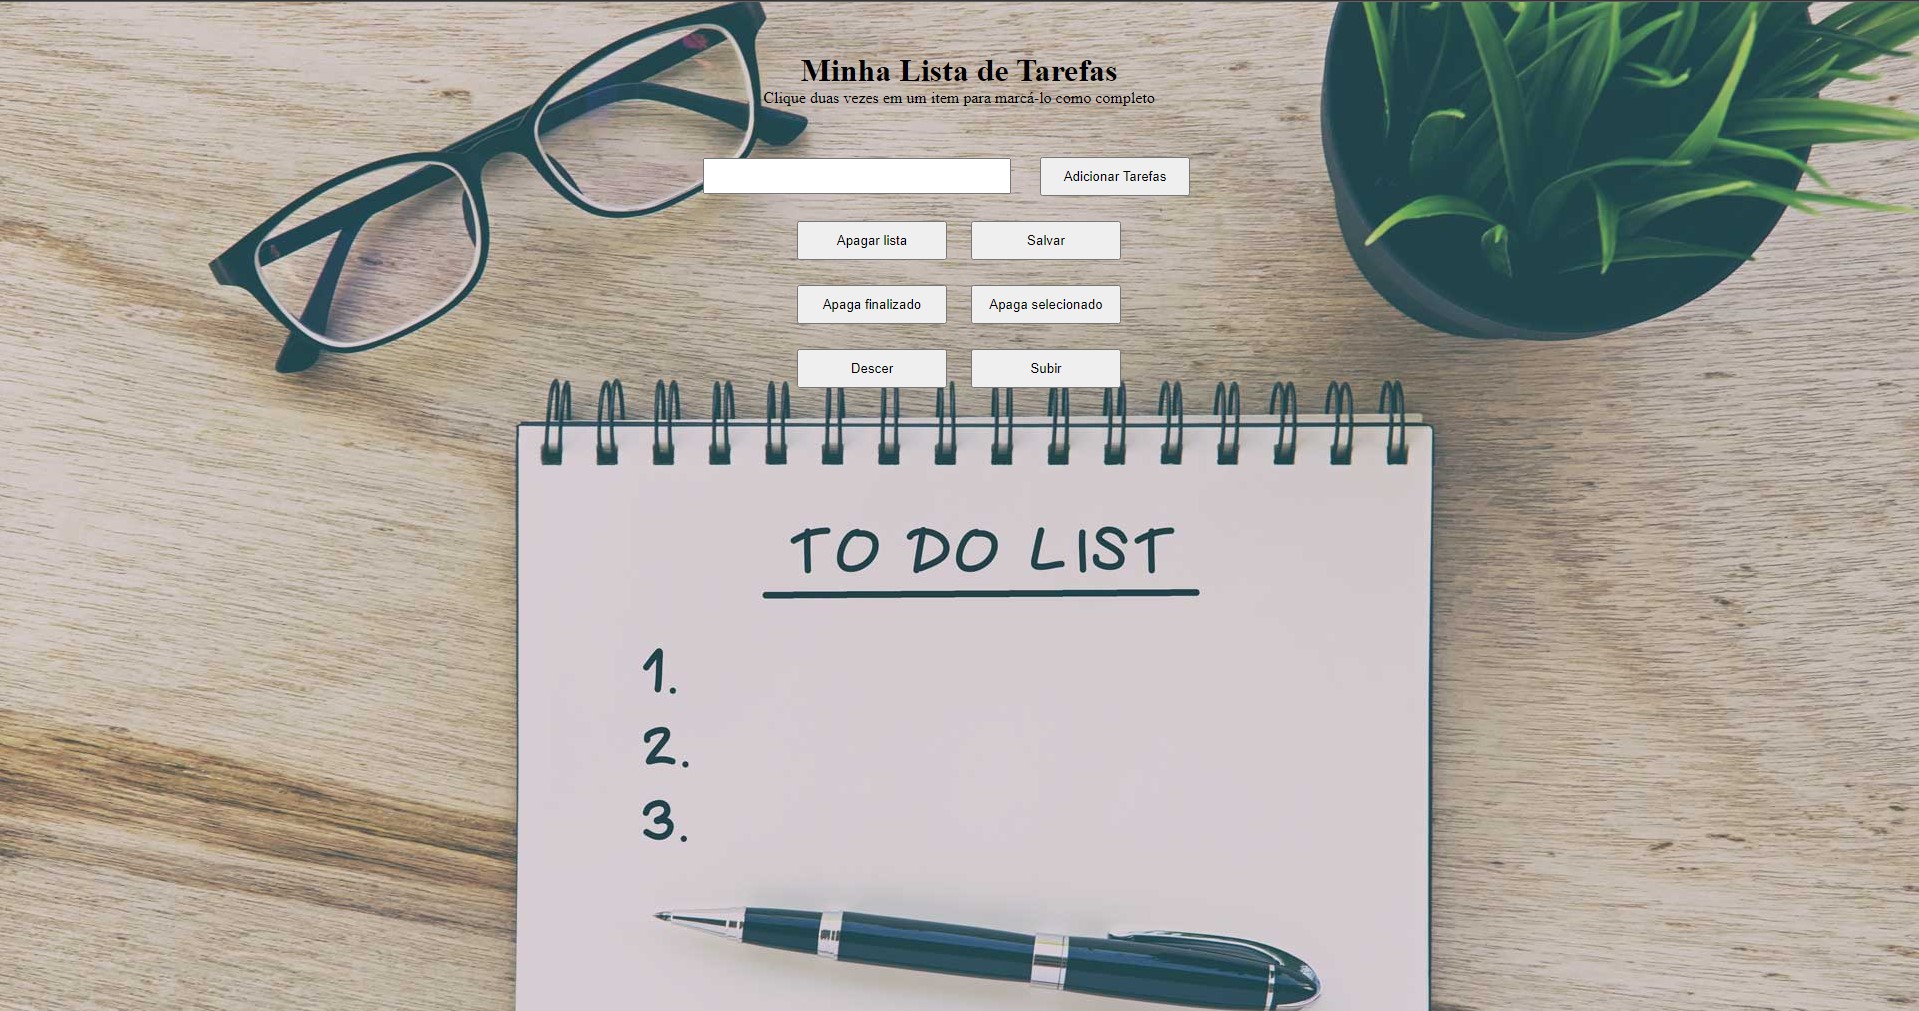 Minha Lista de Tarefas
Clique duas vezes em um item para marcá-lo como completo
Adicionar Tarefas
Apagar lista
Salvar
Apaga finalizado
Apaga selecionado
Descer
Subir
TO DO LIST
1.
2.
3.